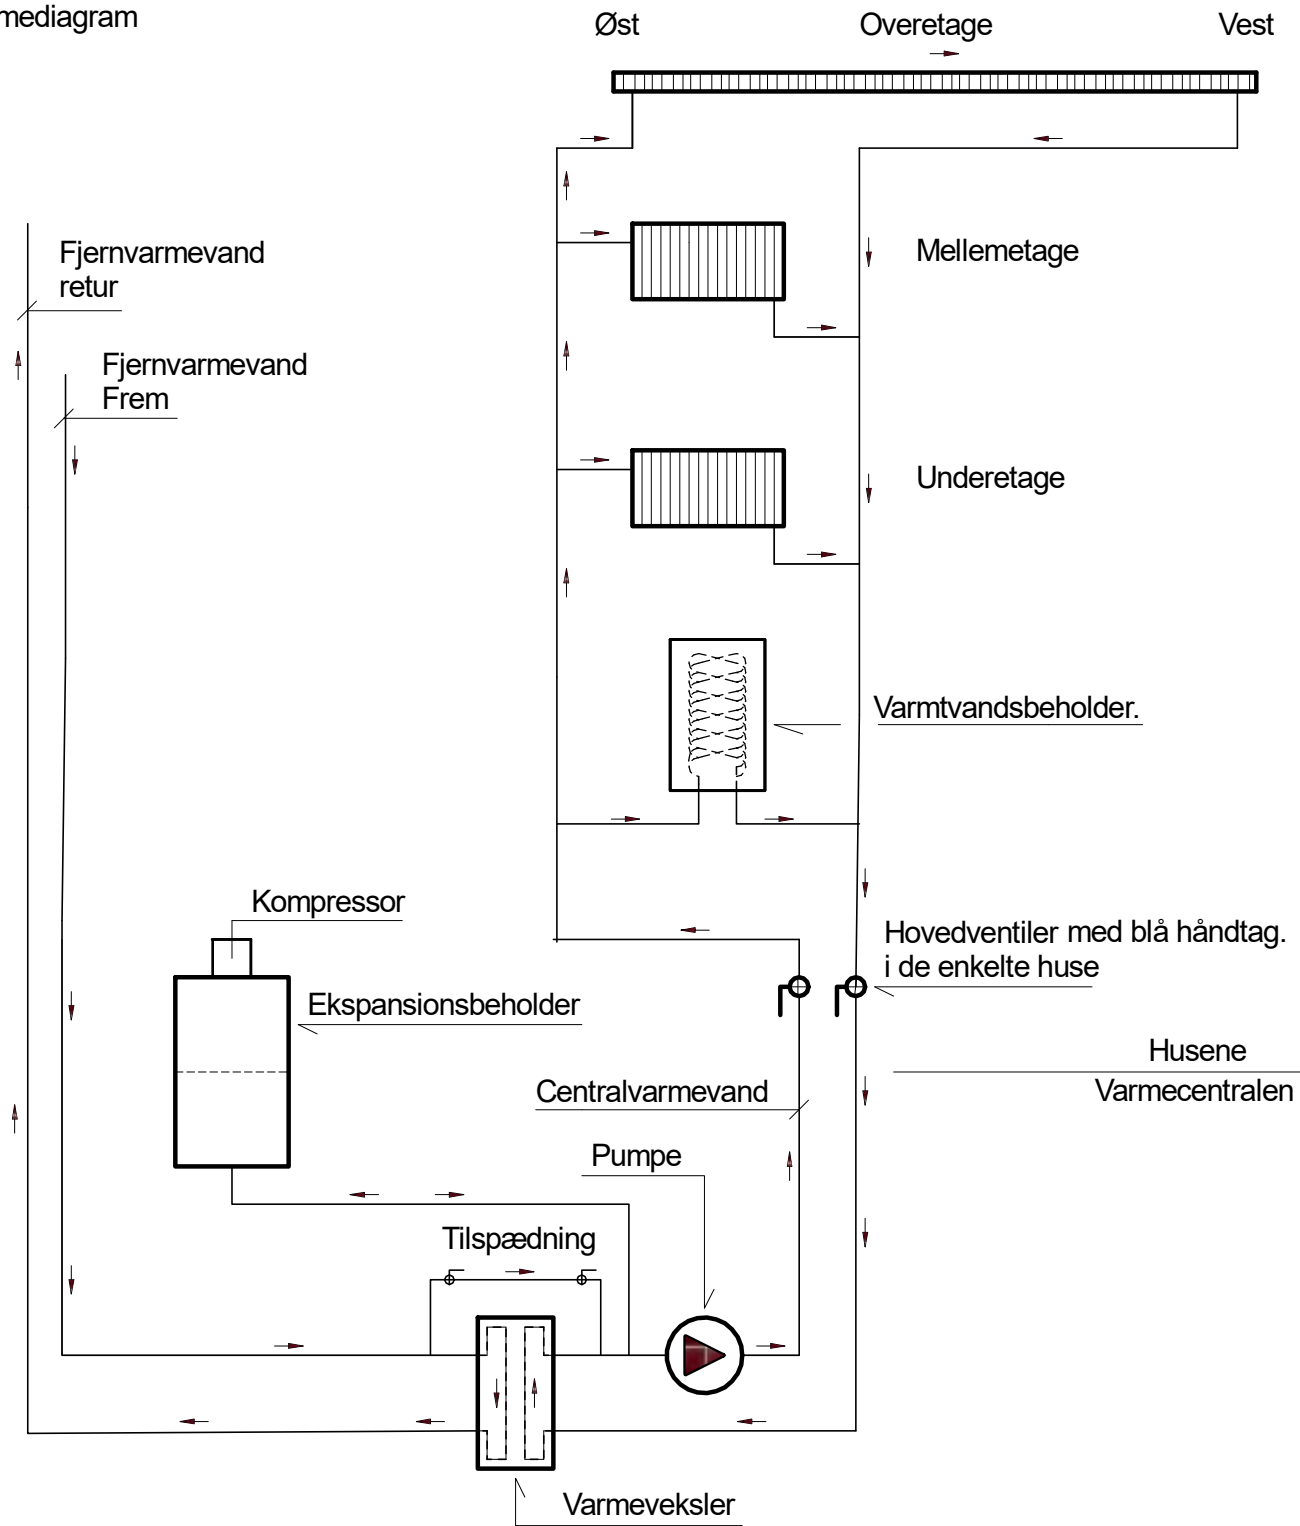 mediagram
Øst Overetage Vest
Fjernvarmevand
retur
Mellemetage
Fjernvarmevand
Frem
Underetage
Varmtvandsbeholder.
Kompressor
Hovedventiler med blå håndtag.
i de enkelte huse
Ekspansionsbeholder
Husene
Varmecentralen
Centralvarmevand
Pumpe
Tilspædning
Varmeveksler